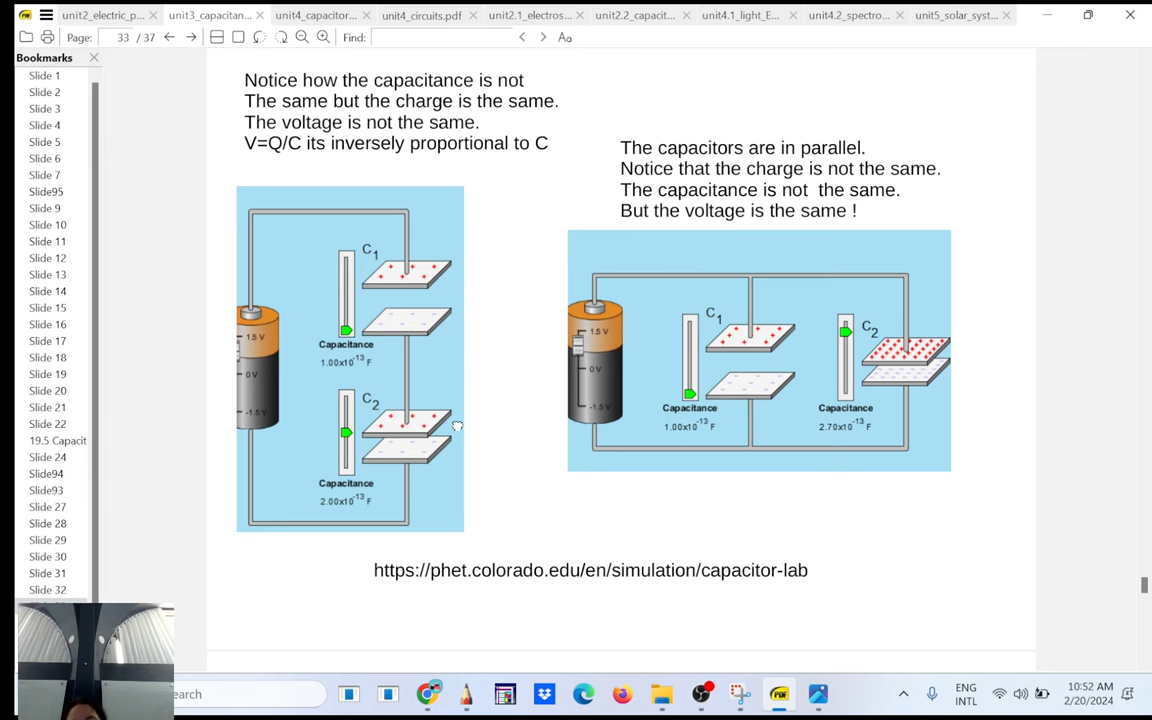 unit2_electric_p...
unit3_capacitan...
unit4_capacitor...
unit4_circuits.pdf
unit2.1_electros...
unit2.2_capacit...
unit4.1_light_E...
unit4.2_spectro...
unit5_solar_syst...
Page: 33 / 37
Find:
Aa
Bookmarks
Slide 1
Slide 2
Slide 3
Slide 4
Slide 5
Slide 6
Slide 7
Slide95
Slide 9
Slide 10
Slide 11
Slide 12
Slide 13
Slide 14
Slide 15
Slide 16
Slide 17
Slide 18
Slide 19
Slide 20
Slide 21
Slide 22
19.5 Capacit
Slide 24
Slide94
Slide93
Slide 27
Slide 28
Slide 29
Slide 30
Slide 31
Slide 32
Notice how the capacitance is not
The same but the charge is the same.
The voltage is not the same.
V=Q/C its inversely proportional to C
The capacitors are in parallel.
Notice that the charge is not the same.
The capacitance is not the same.
But the voltage is the same !
C1
1.5 V
0 V
-1.5 V
Capacitance
1.00x10-13 F
C2
Capacitance
2.00x10-13 F
1.5 V
0 V
-1.5 V
C1
Capacitance
1.00x10-13 F
C2
Capacitance
2.70x10-13 F
https://phet.colorado.edu/en/simulation/capacitor-lab
earch
PDF
ENG
INTL
10:52 AM
2/20/2024